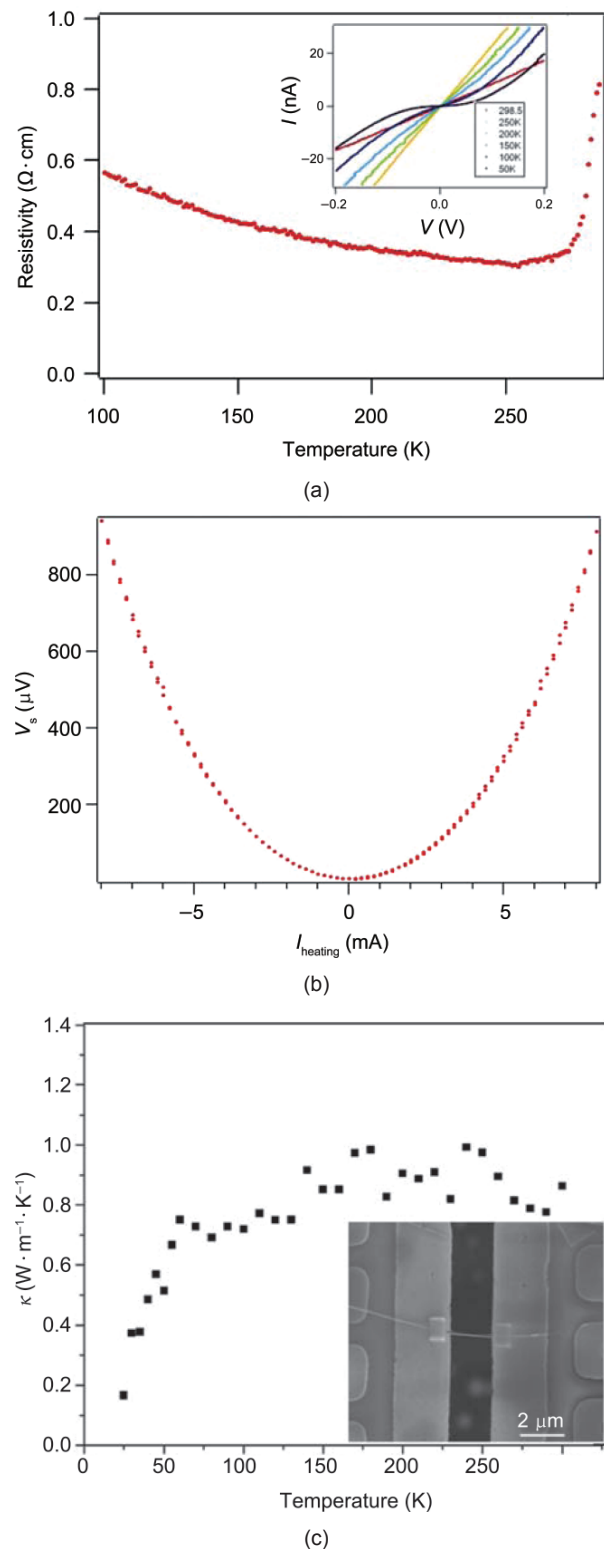 1.0
0.8
0.6
0.4
0.2
0.0
Resistivity (Ω·cm)
100
150
200
250
Temperature (K)
20
0
−20
I (nA)
−0.2
0.0
0.2
V (V)
298.5
250K
200K
150K
100K
50K
(a)
800
600
400
200
Vs (μV)
−5
0
5
Iheating (mA)
(b)
1.4
1.2
1.0
0.8
0.6
0.4
0.2
0.0
κ (W·m−1·K−1)
0
50
100
150
200
250
Temperature (K)
2 μm
(c)